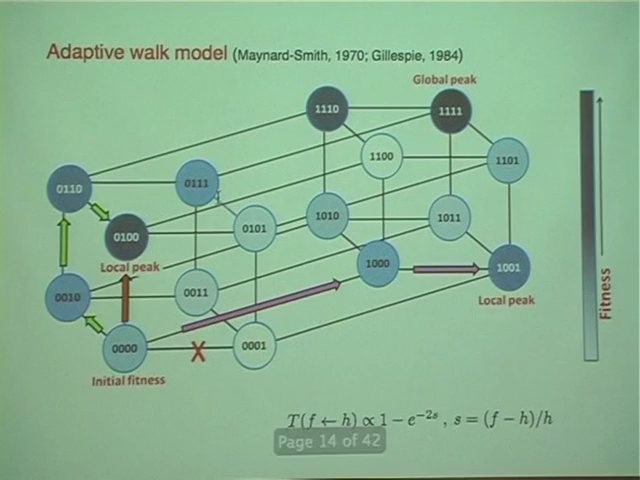 Adaptive walk model (Maynard-Smith, 1970; Gillespie, 1984)
Global peak
1110
1111
1100
1101
0110
0111
0100
0101
1010
1011
Local peak
1000
1001
0010
0011
Local peak
0000
X
0001
Initial fitness
Fitness
T(f ← h) ∝ 1 − e^{−2s} , s = (f − h)/h
Page 14 of 42